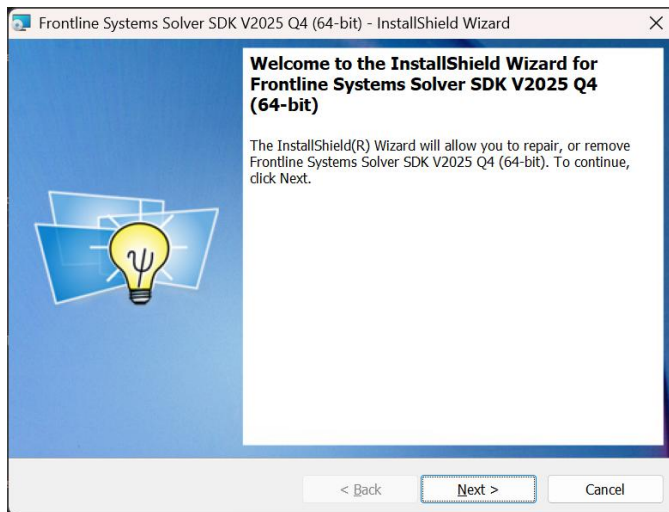 Frontline Systems Solver SDK V2025 Q4 (64-bit) - InstallShield Wizard
Welcome to the InstallShield Wizard for
Frontline Systems Solver SDK V2025 Q4
(64-bit)
The InstallShield(R) Wizard will allow you to repair, or remove
Frontline Systems Solver SDK V2025 Q4 (64-bit). To continue,
click Next.
ψ
< Back Next > Cancel